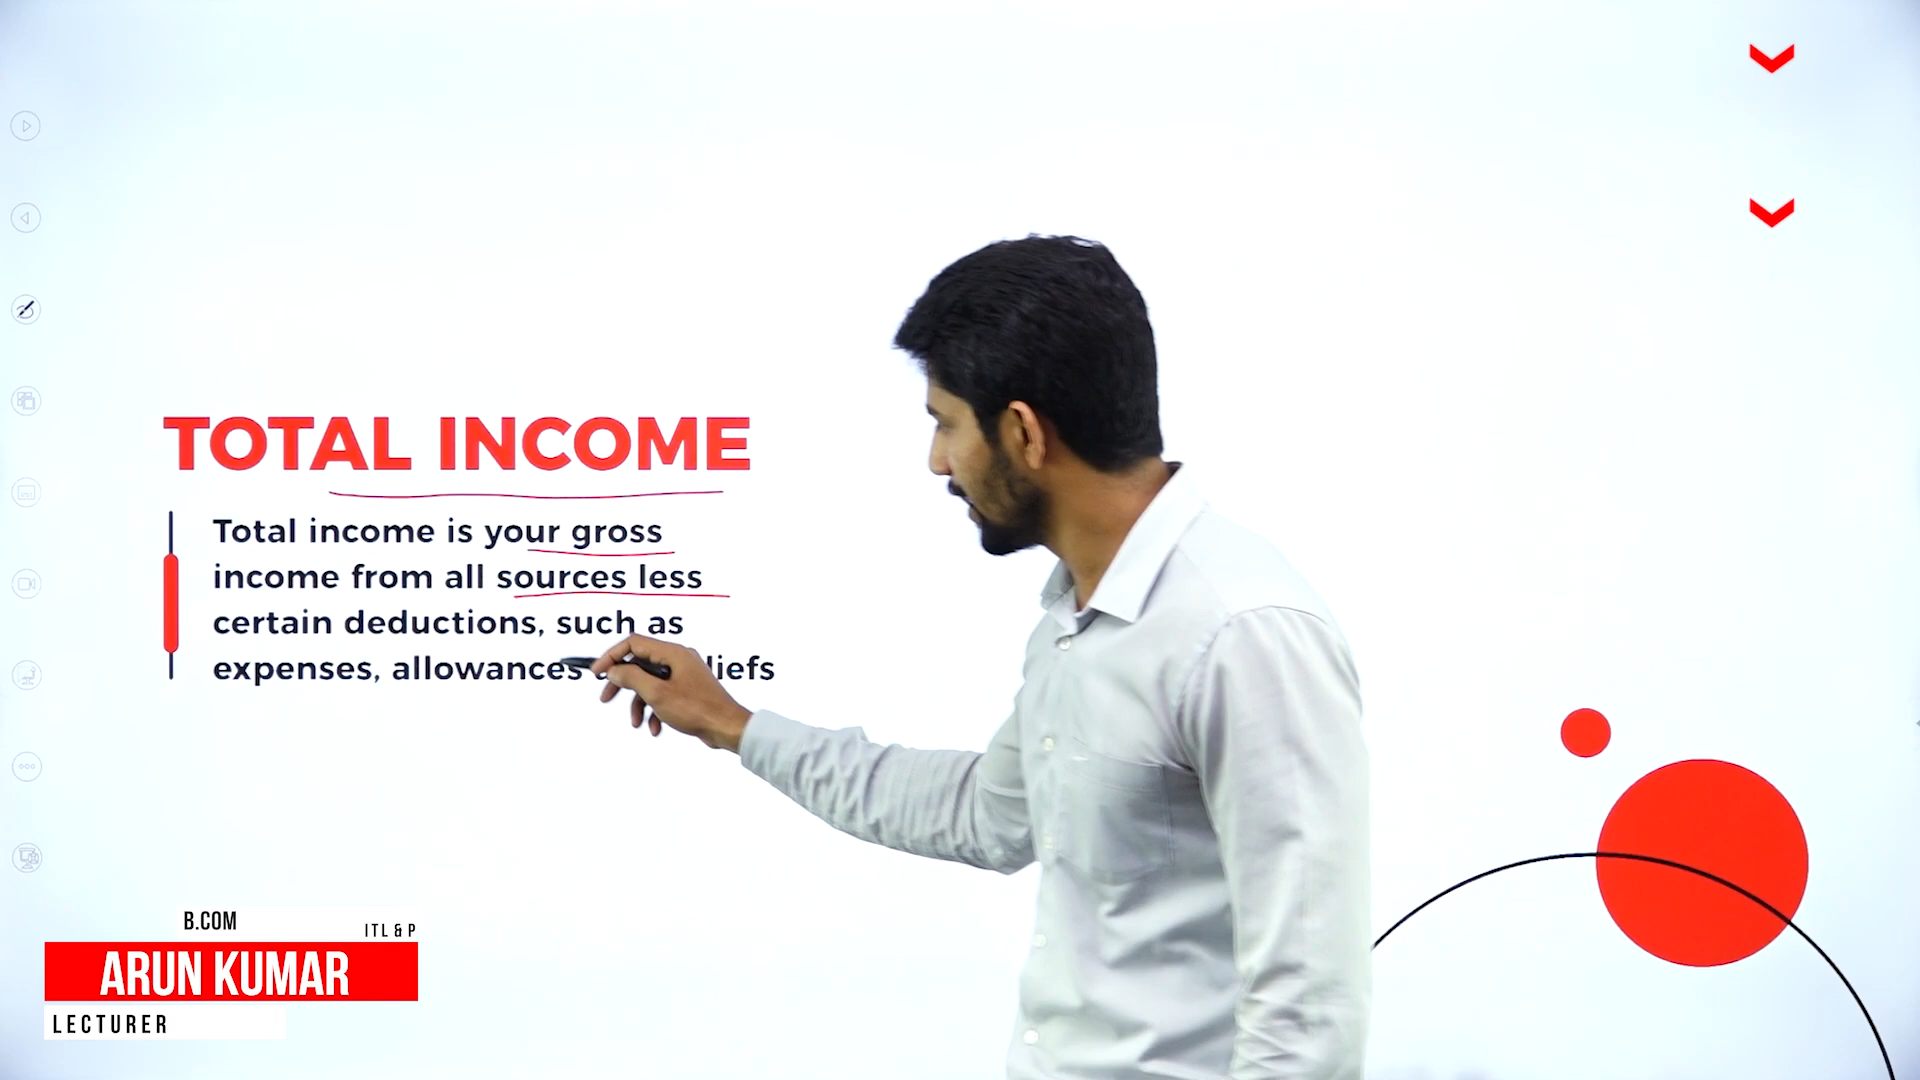 TOTAL INCOME
Total income is your gross
income from all sources less
certain deductions, such as
expenses, allowances
B.COM
ITL & P
ARUN KUMAR
LECTURER